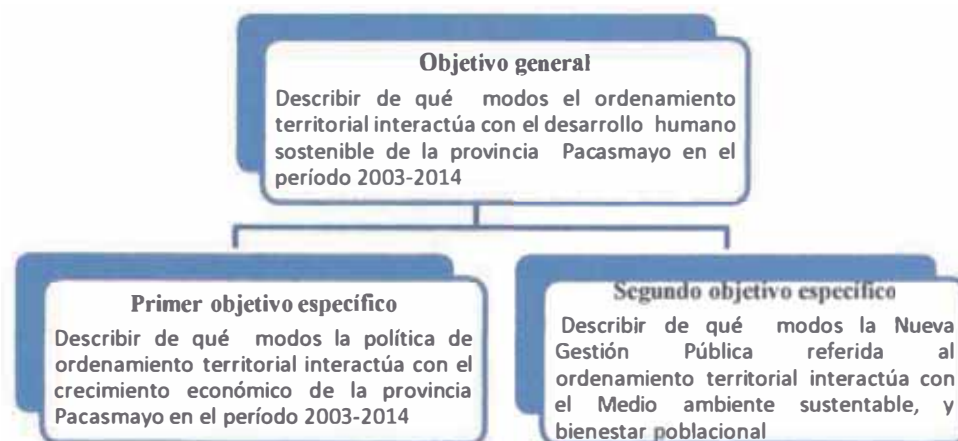 Objetivo general
Describir de qué modos el ordenamiento
territorial interactúa con el desarrollo humano
sostenible de la provincia Pacasmayo en el
período 2003-2014
Primer objetivo específico
Describir de qué modos la política de
ordenamiento territorial interactúa con el
crecimiento económico de la provincia
Pacasmayo en el período 2003-2014
Segundo objetivo específico
Describir de qué modos la Nueva
Gestión Pública referida al
ordenamiento territorial interactúa con
el Medio ambiente sustentable, y
bienestar poblacional